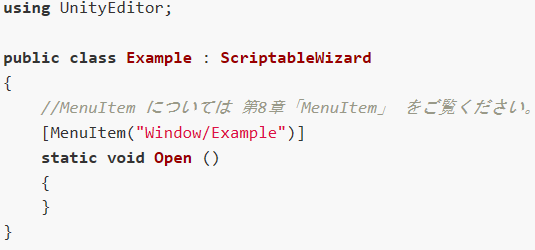 using UnityEditor;
public class Example : ScriptableWizard
{
//MenuItem については 第8章「MenuItem」 をご覧ください。
[MenuItem("Window/Example")]
static void Open ()
{
}
}